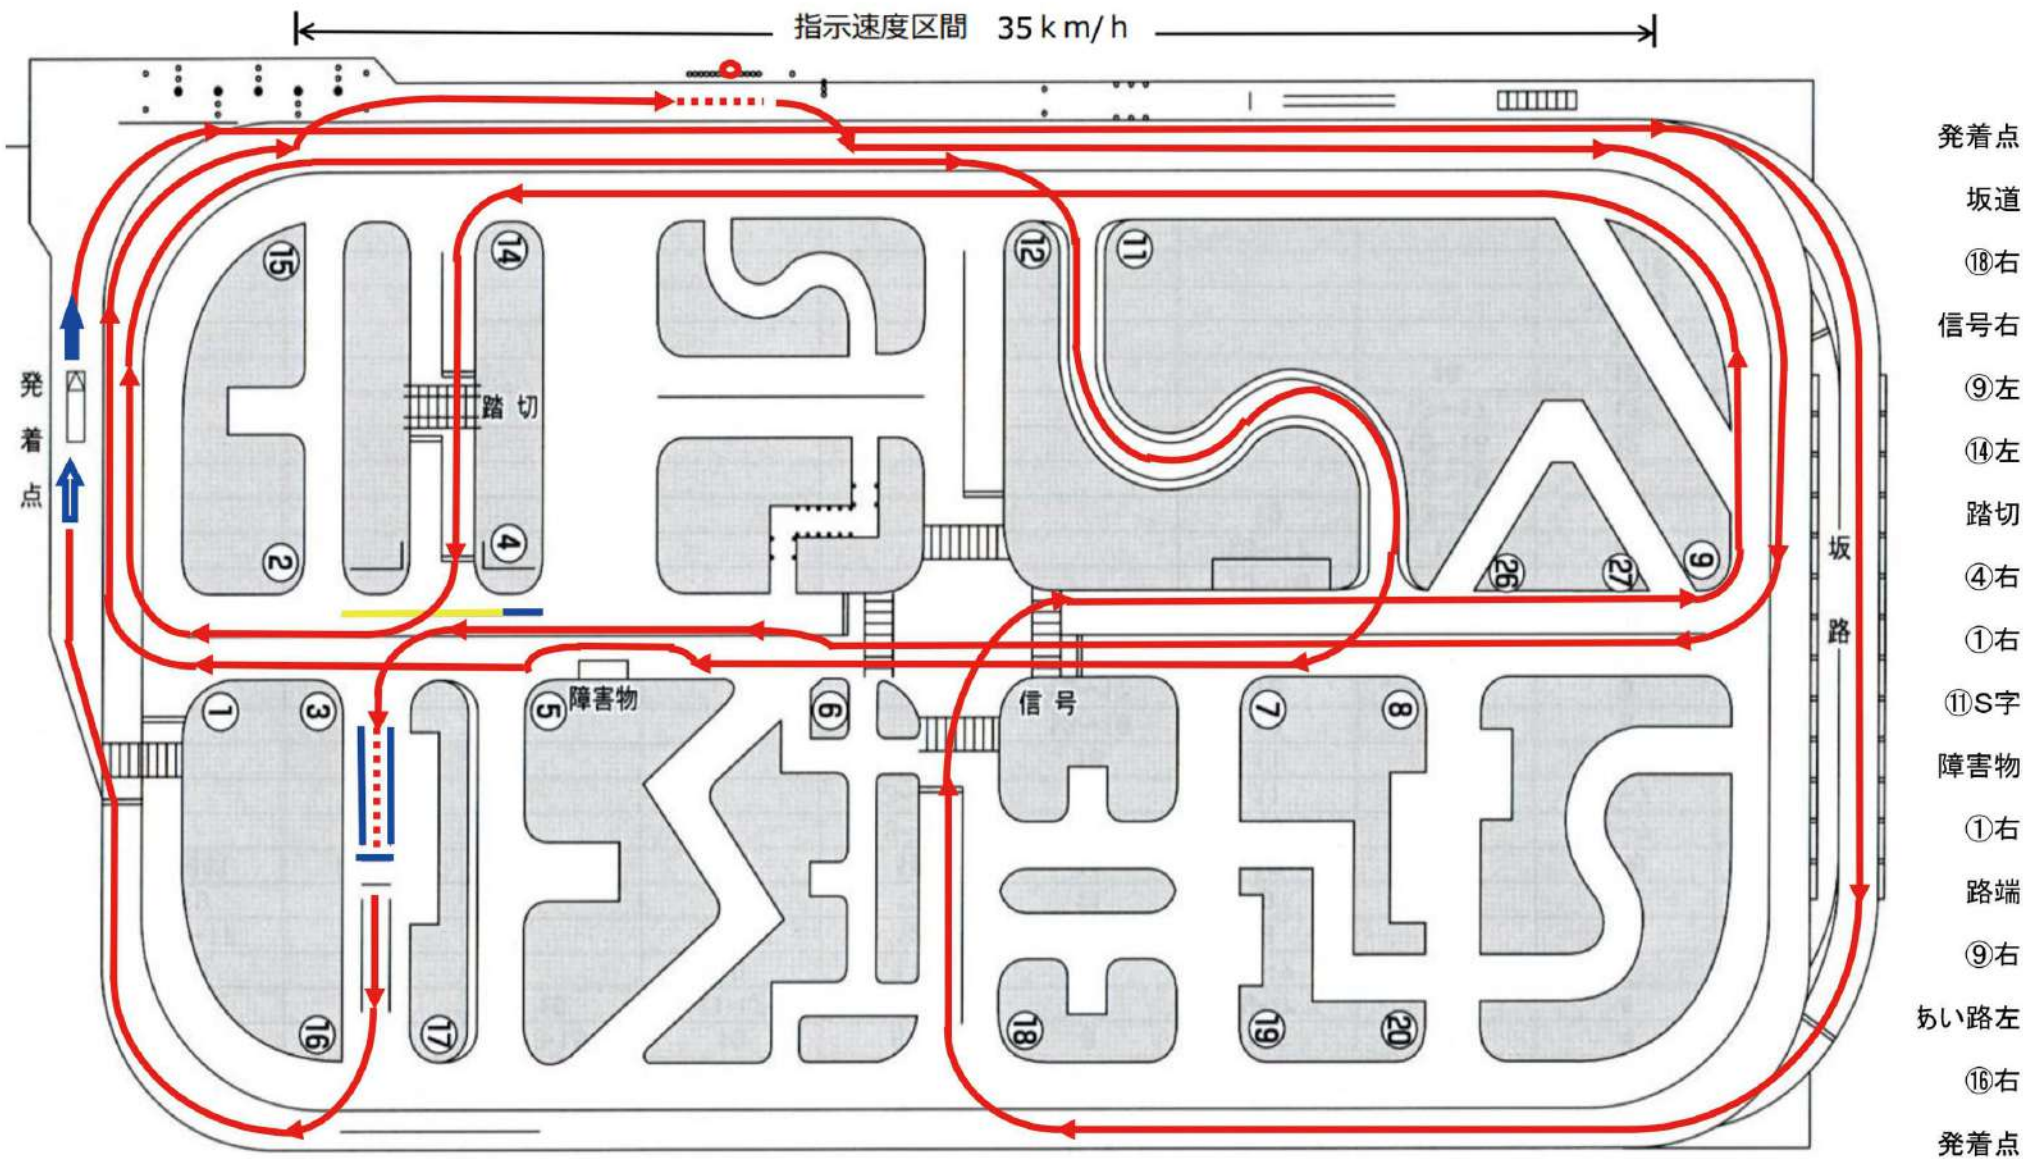 指示速度区間 35km/h
発着点
坂道
⑱右
信号右
⑨左
⑭左
踏切
④右
①右
⑪S字
障害物
①右
路端
⑨右
あい路左
⑯右
発着点
発着点
⑮
⑭
⑫
⑪
踏切
②
④
㉖
㉗
⑨
坂路
①
③
⑤
障害物
⑥
信号
⑦
⑧
⑯
⑰
⑱
⑲
⑳